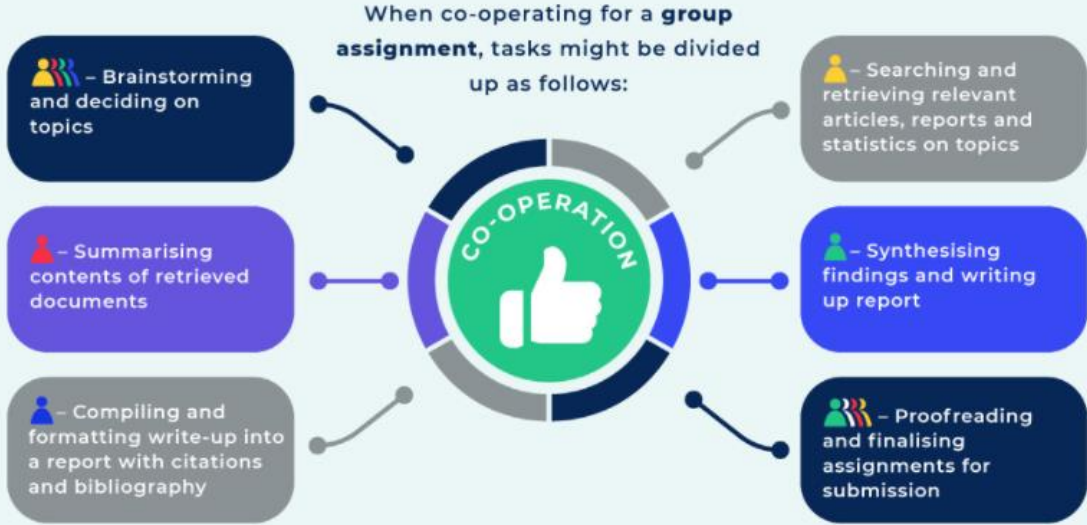 When co-operating for a group
assignment, tasks might be divided
up as follows:
– Brainstorming
and deciding on
topics
– Searching and
retrieving relevant
articles, reports and
statistics on topics
– Summarising
contents of retrieved
documents
CO-OPERATION
– Synthesising
findings and writing
up report
– Compiling and
formatting write-up into
a report with citations
and bibliography
– Proofreading
and finalising
assignments for
submission